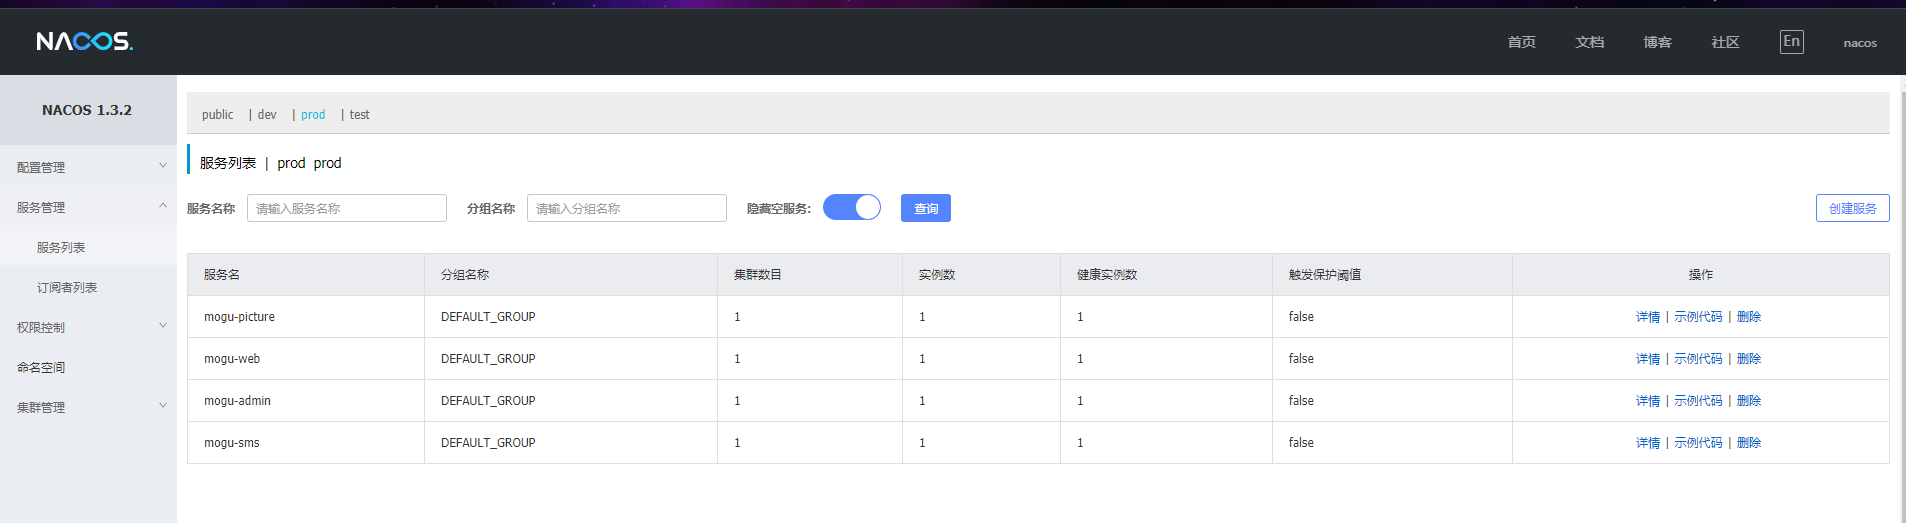 NACOS.
首页 文档 博客 社区 En nacos
NACOS 1.3.2
配置管理
服务管理
服务列表
订阅者列表
权限控制
命名空间
集群管理
public | dev | prod | test
服务列表 | prod prod
服务名称 请输入服务名称 分组名称 请输入分组名称 隐藏空服务: 查询 创建服务
服务名 分组名称 集群数目 实例数 健康实例数 触发保护阈值 操作
mogu-picture DEFAULT_GROUP 1 1 1 false 详情 | 示例代码 | 删除
mogu-web DEFAULT_GROUP 1 1 1 false 详情 | 示例代码 | 删除
mogu-admin DEFAULT_GROUP 1 1 1 false 详情 | 示例代码 | 删除
mogu-sms DEFAULT_GROUP 1 1 1 false 详情 | 示例代码 | 删除